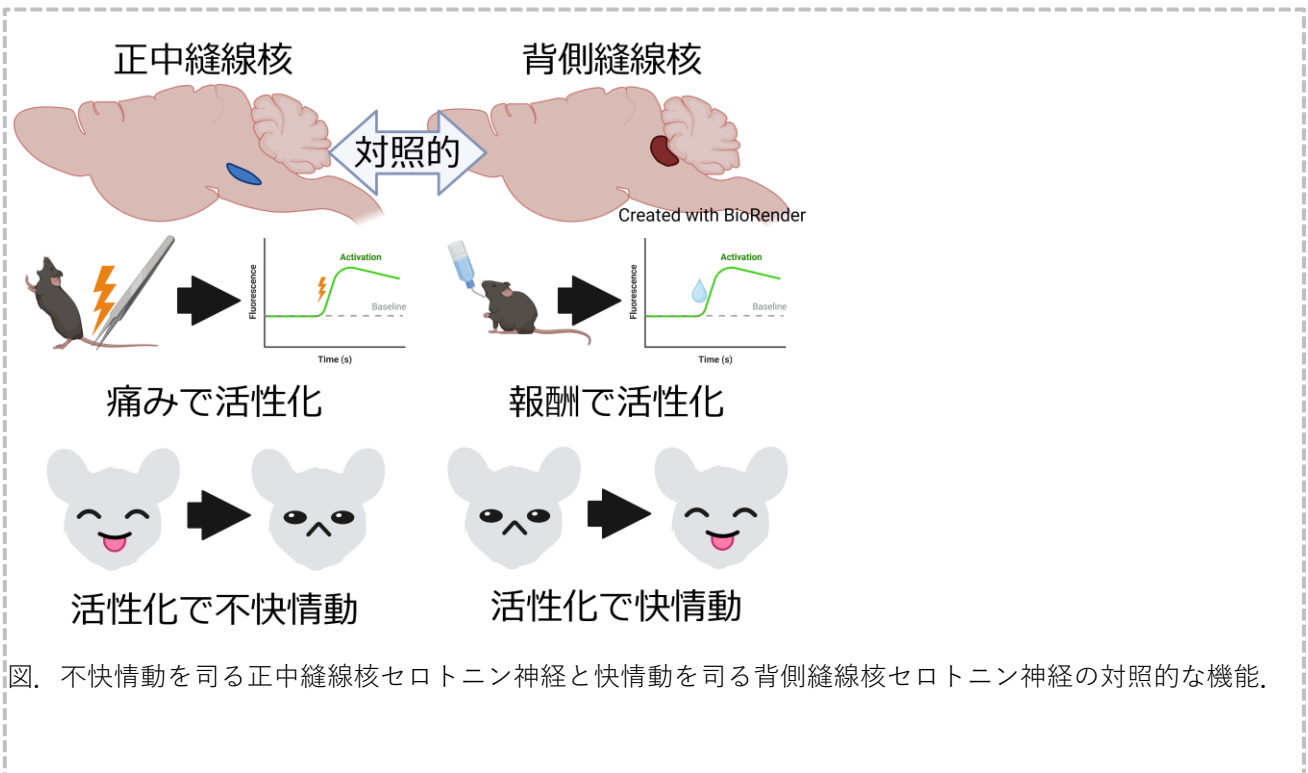 正中縫線核
背側縫線核
対照的
Created with BioRender
Fluorescence
Activation
Baseline
Time (s)
Fluorescence
Activation
Baseline
Time (s)
痛みで活性化
報酬で活性化
活性化で不快情動
活性化で快情動
図. 不快情動を司る正中縫線核セロトニン神経と快情動を司る背側縫線核セロトニン神経の対照的な機能.